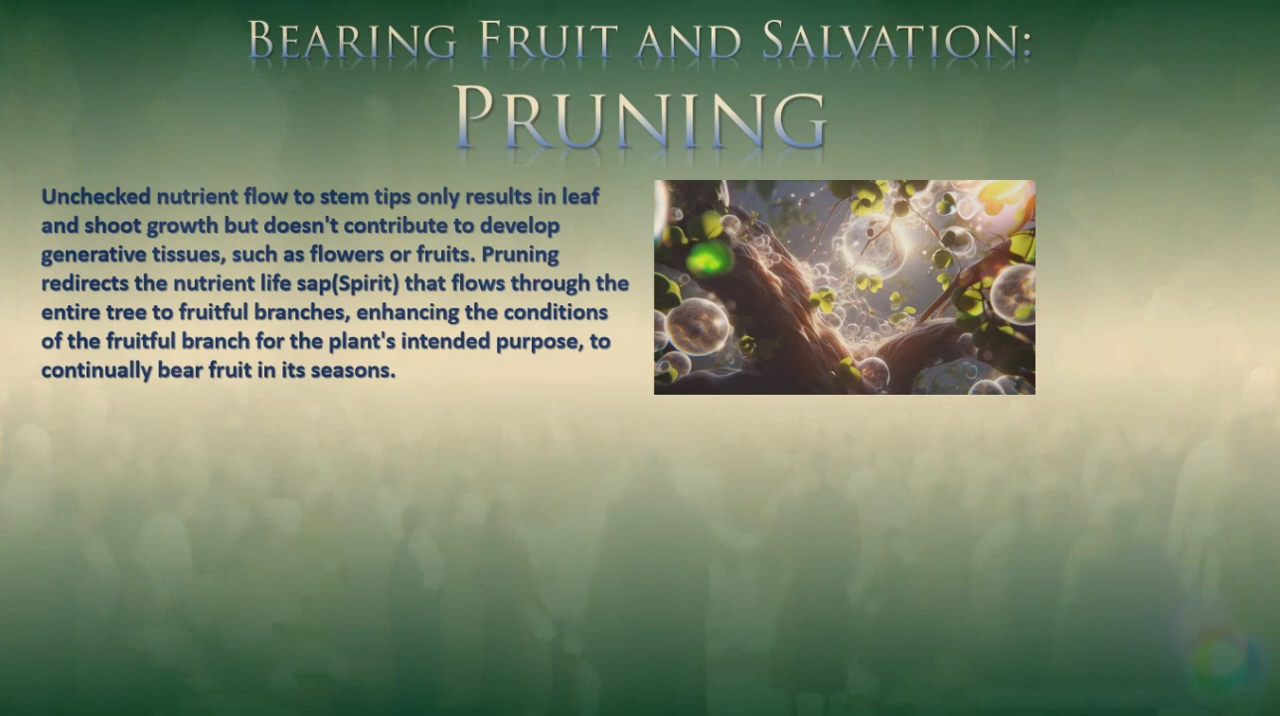 Bearing Fruit and Salvation:
Pruning
Unchecked nutrient flow to stem tips only results in leaf
and shoot growth but doesn't contribute to develop
generative tissues, such as flowers or fruits. Pruning
redirects the nutrient life sap(Spirit) that flows through the
entire tree to fruitful branches, enhancing the conditions
of the fruitful branch for the plant's intended purpose, to
continually bear fruit in its seasons.